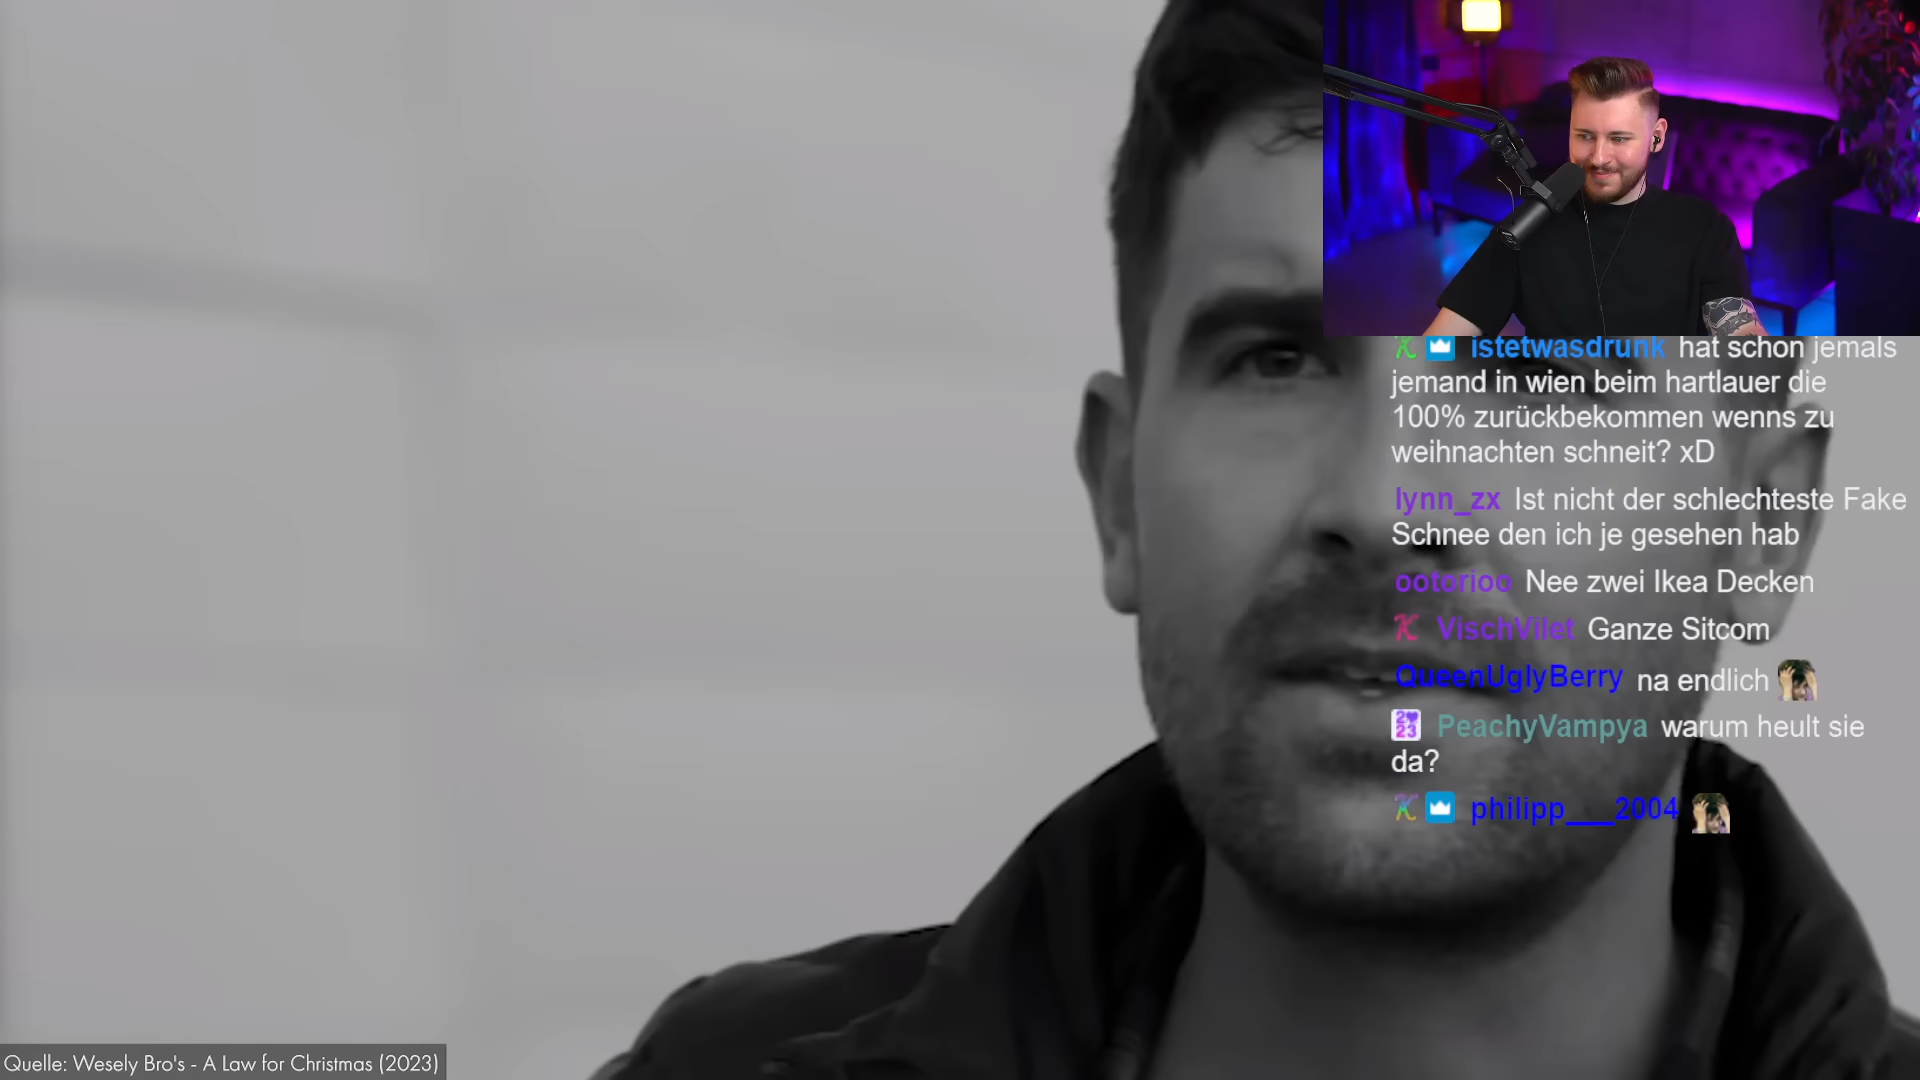 istetwasdrunk hat schon jemals
jemand in wien beim hartlauer die
100% zurückbekommen wenns zu
weihnachten schneit? xD
lynn_zx Ist nicht der schlechteste Fake
Schnee den ich je gesehen hab
ootorioo Nee zwei Ikea Decken
VischVilet Ganze Sitcom
QueenUglyBerry na endlich
PeachyVampya warum heult sie
da?
philipp___2004
Quelle: Wesely Bro's - A Law for Christmas (2023)